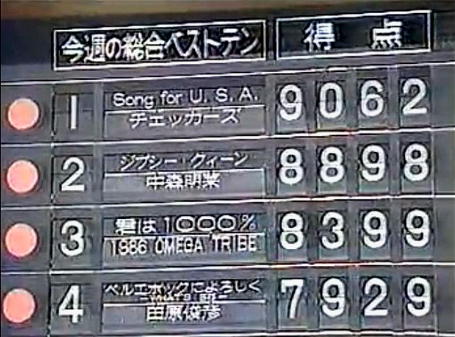 今週の総合ベストテン 得点
1 Song for U.S.A. 9062
チェッカーズ
2 ジプシー・クィーン 8898
中森明菜
3 君は1000% 8399
1986 OMEGA TRIBE
4 ベルエポックによろしく 7929
田原俊彦